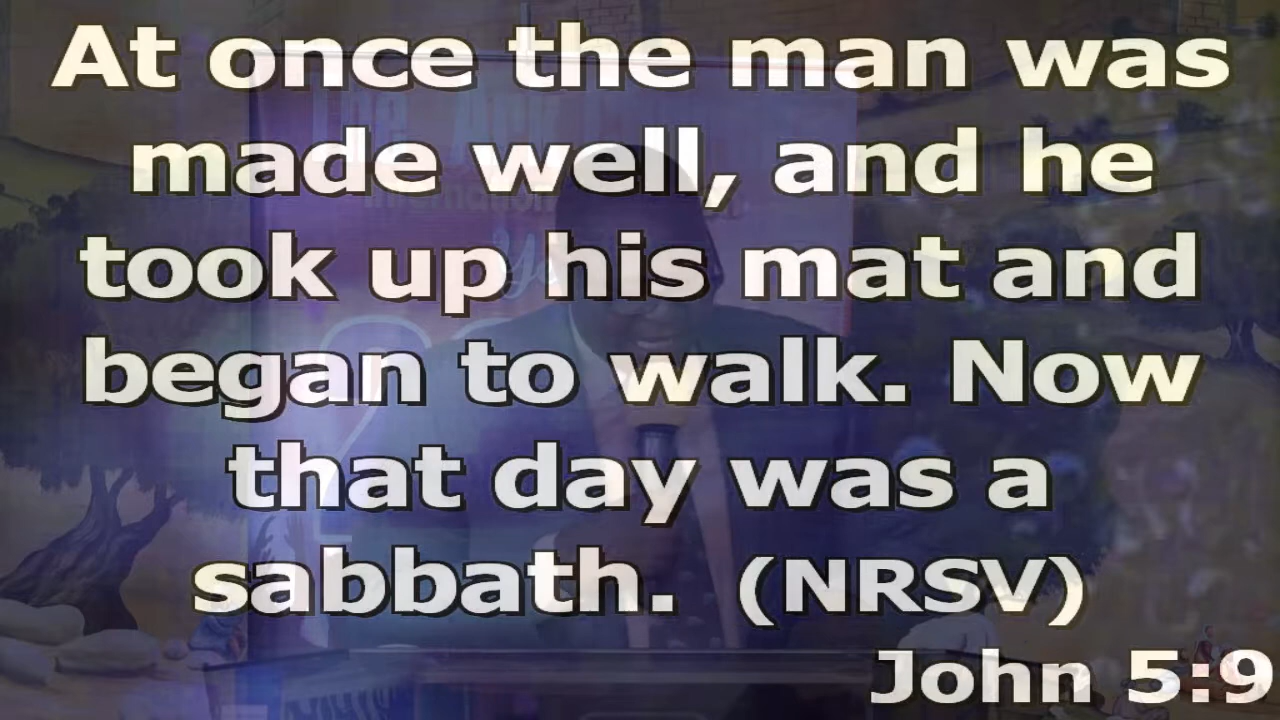 At once the man was
made well, and he
took up his mat and
began to walk. Now
that day was a
sabbath. (NRSV)
John 5:9